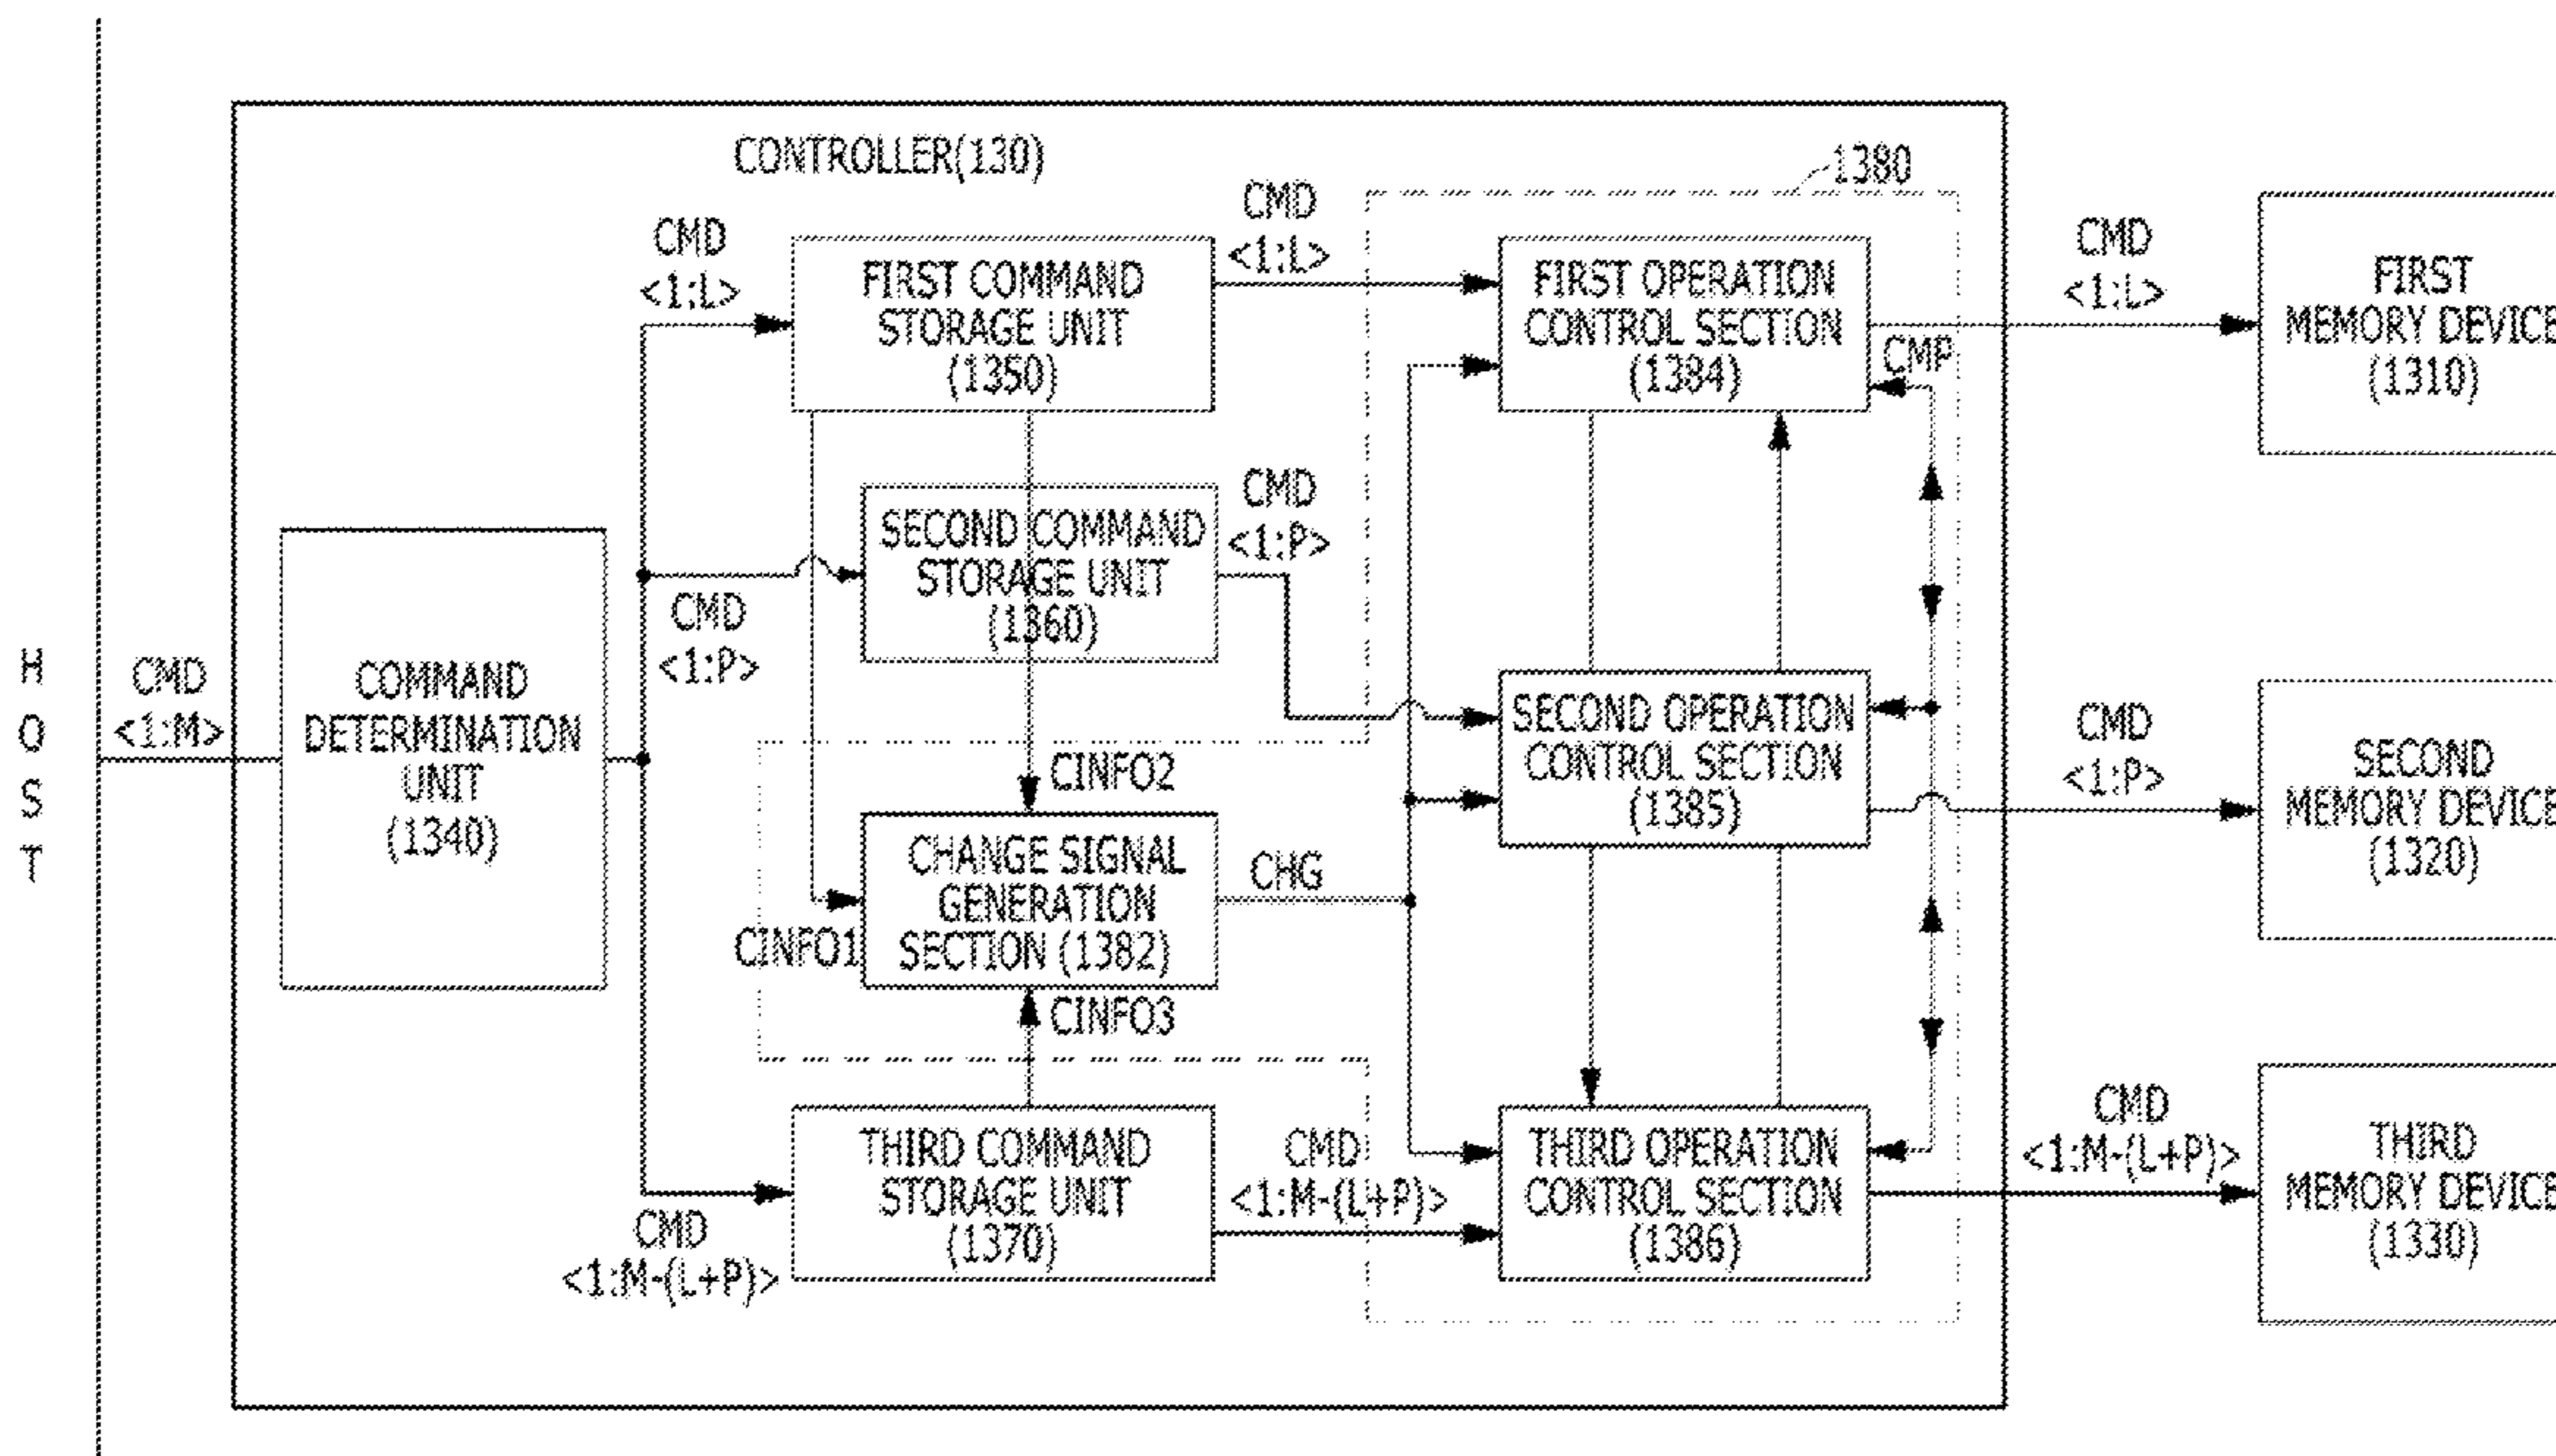 CONTROLLER(130)
1380
CMD
<1:L>
CMD
<1:L>
CMD
<1:L>
FIRST COMMAND
STORAGE UNIT
(1350)
FIRST OPERATION
CONTROL SECTION
(1384)
CMP
FIRST
MEMORY DEVICE
(1310)
SECOND COMMAND
STORAGE UNIT
(1360)
CMD
<1:P>
CMD
<1:P>
H
O
S
T
CMD
<1:M>
COMMAND
DETERMINATION
UNIT
(1340)
SECOND OPERATION
CONTROL SECTION
(1385)
CMD
<1:P>
SECOND
MEMORY DEVICE
(1320)
CINFO2
CHANGE SIGNAL
GENERATION
SECTION (1382)
CHG
CINFO1
CINFO3
THIRD COMMAND
STORAGE UNIT
(1370)
CMD
<1:M-(L+P)>
CMD
<1:M-(L+P)>
THIRD OPERATION
CONTROL SECTION
(1386)
CMD
<1:M-(L+P)>
THIRD
MEMORY DEVICE
(1330)